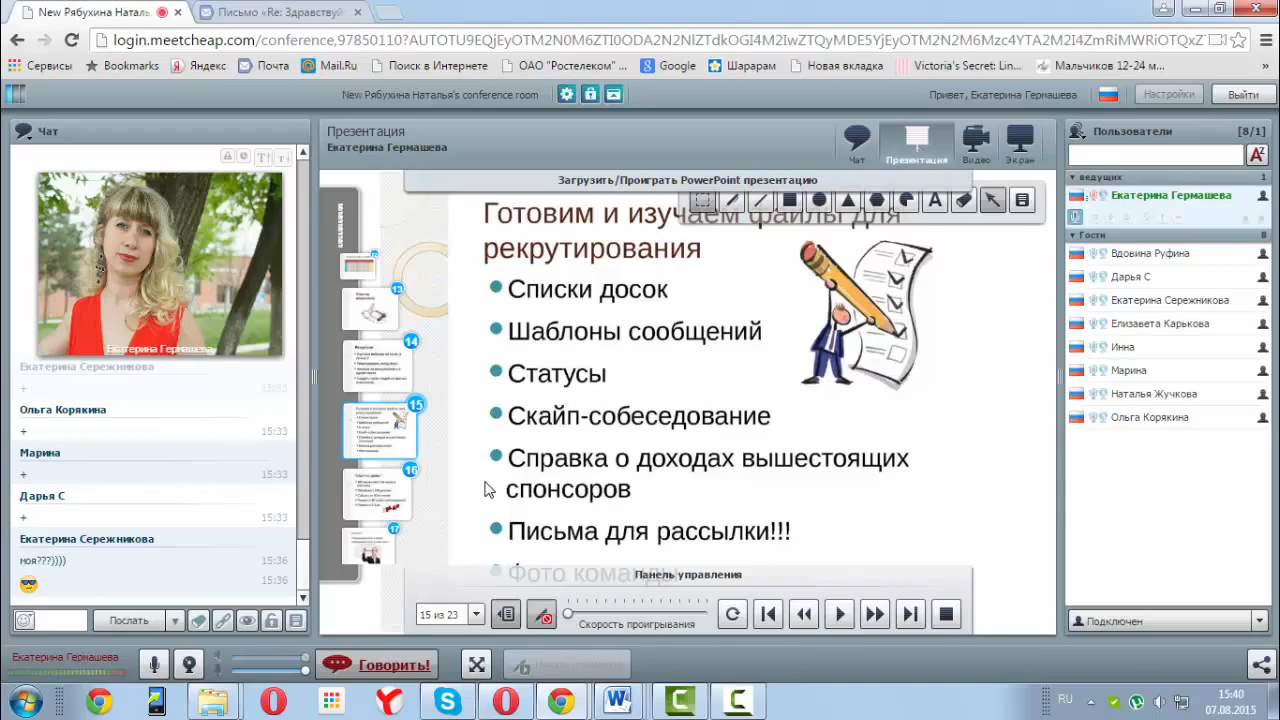 New Рябухина Наталь
Письмо «Re: Здравствуй
login.meetcheap.com/conference,97850110?AUTOTU9EQjEyOTM2N0M6ZTI0ODA2N2NlZTdkOGI4M2IwZTQyMDE5YjEyOTM2N2M6Mzc4YTA2M2I4ZmRiMWRiOTQxZ
Сервисы
Bookmarks
Яндекс
Почта
Mail.Ru
Поиск в Интернете
ОАО "Ростелеком" ...
Google
Шарарам
Новая вкладка
Victoria's Secret: Lin...
Мальчиков 12-24 м...
New Рябухина Наталья's conference room
Привет, Екатерина Гермашева
Настройки
Выйти
Чат
Екатерина Гермашева
Екатерина Сережникова
+
Ольга Корякина
+ 15:33
Марина
+ 15:33
Дарья С
+ 15:33
Екатерина Сережникова
моя???)))) 15:36
15:36
Послать
Презентация
Екатерина Гермашева
Чат
Презентация
Видео
Экран
Загрузить/Проиграть PowerPoint презентацию
13
14
15
16
17
Готовим и изучаем файлы для
рекрутирования
Списки досок
Шаблоны сообщений
Статусы
Скайп-собеседование
Справка о доходах вышестоящих
спонсоров
Письма для рассылки!!!
Фото команды
Панель управления
15 из 23
Скорость проигрывания
Пользователи [8/1]
ведущих 1
Екатерина Гермашева
Гости 8
Вдовина Руфина
Дарья С
Екатерина Сережникова
Елизавета Карькова
Инна
Марина
Наталья Жучкова
Ольга Корякина
Подключен
Екатерина Гермашева
Говорить!
RU
15:40
07.08.2015